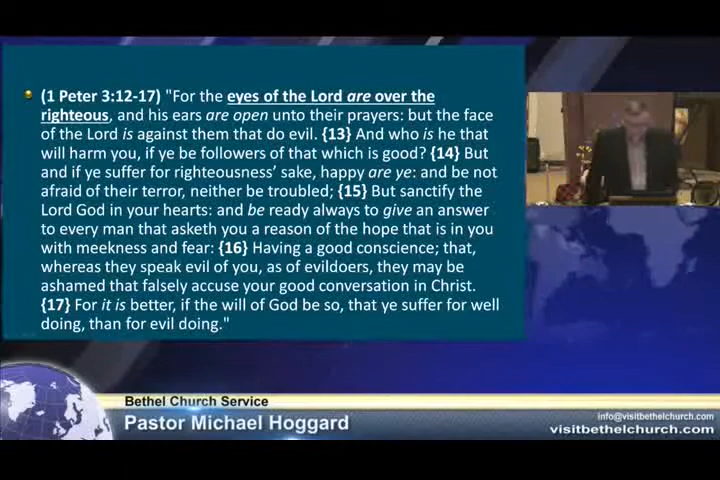 (1 Peter 3:12-17) "For the eyes of the Lord are over the
righteous, and his ears are open unto their prayers: but the face
of the Lord is against them that do evil. {13} And who is he that
will harm you, if ye be followers of that which is good? {14} But
and if ye suffer for righteousness' sake, happy are ye: and be not
afraid of their terror, neither be troubled; {15} But sanctify the
Lord God in your hearts: and be ready always to give an answer
to every man that asketh you a reason of the hope that is in you
with meekness and fear: {16} Having a good conscience; that,
whereas they speak evil of you, as of evildoers, they may be
ashamed that falsely accuse your good conversation in Christ.
{17} For it is better, if the will of God be so, that ye suffer for well
doing, than for evil doing."
Bethel Church Service
Pastor Michael Hoggard
info@visitbethelchurch.com
visitbethelchurch.com